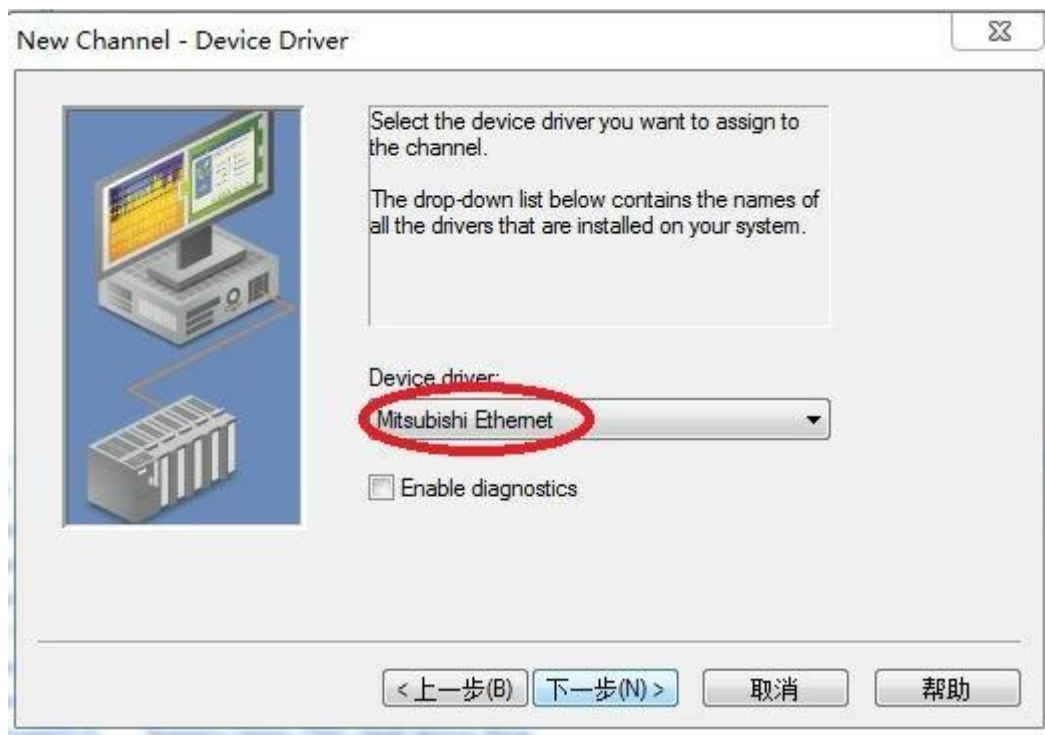 New Channel - Device Driver
Select the device driver you want to assign to
the channel.
The drop-down list below contains the names of
all the drivers that are installed on your system.
Device driver:
Mitsubishi Ethernet
Enable diagnostics
<上一步(B) 下一步(N)> 取消 帮助